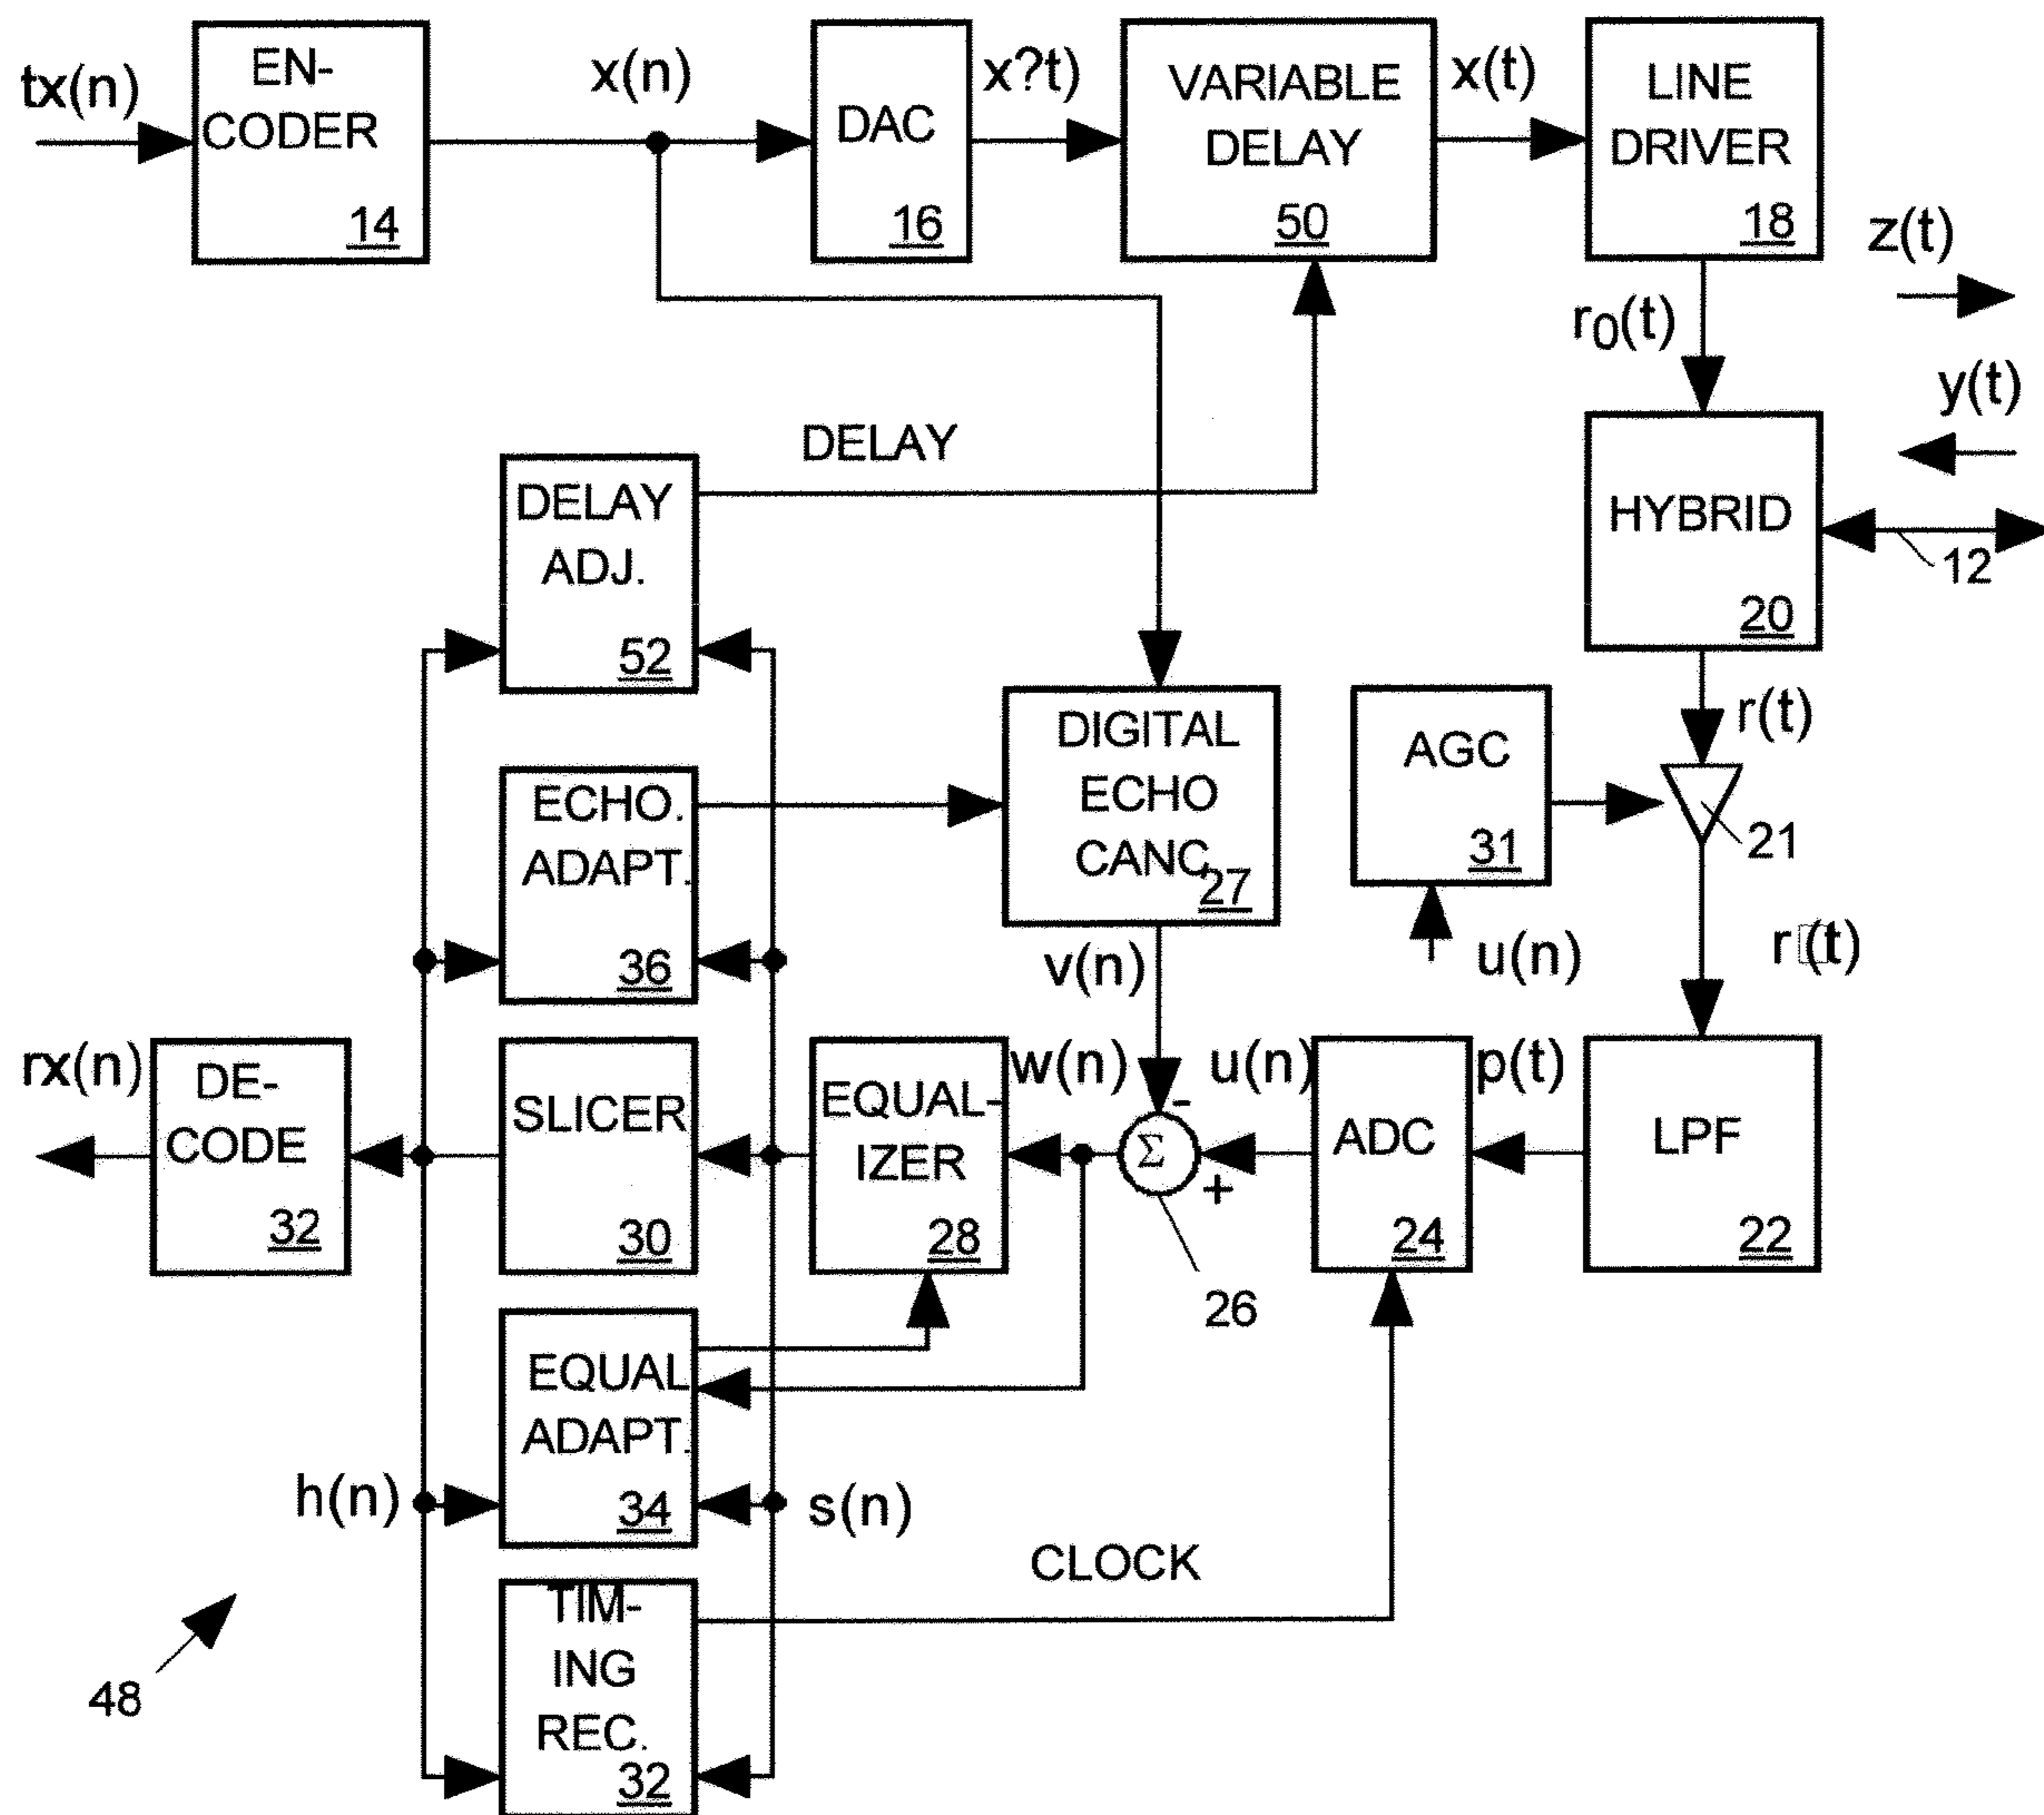 tx(n)
EN-
CODER
14
x(n)
DAC
16
x?t)
VARIABLE
DELAY
50
x(t)
LINE
DRIVER
18
z(t)
r0(t)
y(t)
DELAY
HYBRID
20
12
DELAY
ADJ.
52
r(t)
DIGITAL
ECHO
CANC
27
AGC
31
21
ECHO.
ADAPT.
36
v(n)
u(n)
r□(t)
rx(n)
DE-
CODE
32
SLICER
30
EQUAL-
IZER
28
w(n)
-
Σ
+
26
u(n)
ADC
24
p(t)
LPF
22
EQUAL
ADAPT.
34
h(n)
s(n)
CLOCK
TIM-
ING
REC.
32
48